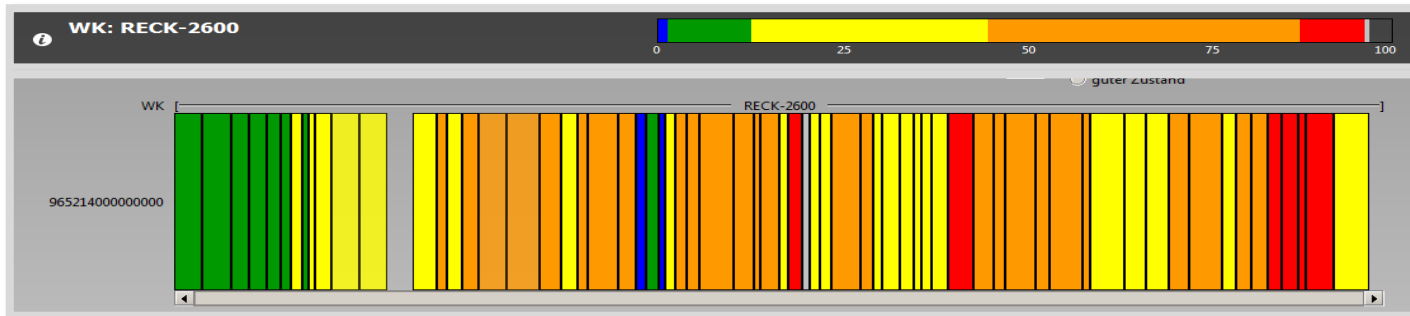 WK: RECK-2600
0 25 50 75 100
guter Zustand
WK [ RECK-2600 ]
965214000000000